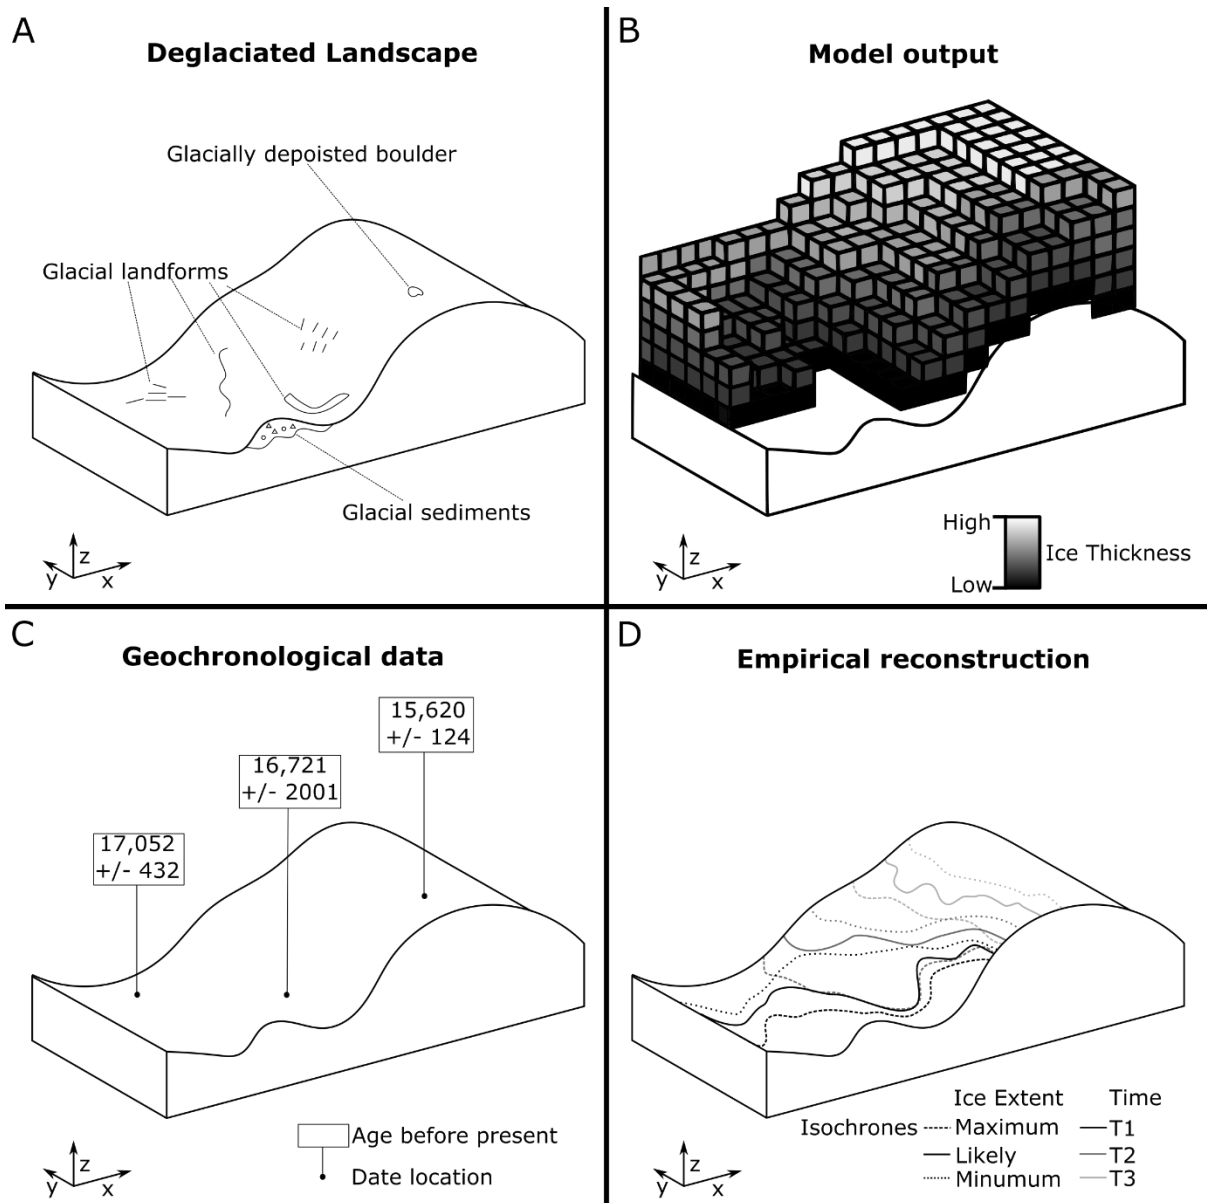 A
Deglaciated Landscape
Glacially depoisted boulder
Glacial landforms
Glacial sediments
z
y
x
B
Model output
High
Ice Thickness
Low
z
y
x
C
Geochronological data
15,620
+/- 124
16,721
+/- 2001
17,052
+/- 432
Age before present
Date location
z
y
x
D
Empirical reconstruction
Ice Extent Time
Isochrones Maximum T1
Likely T2
Minumum T3
z
y
x